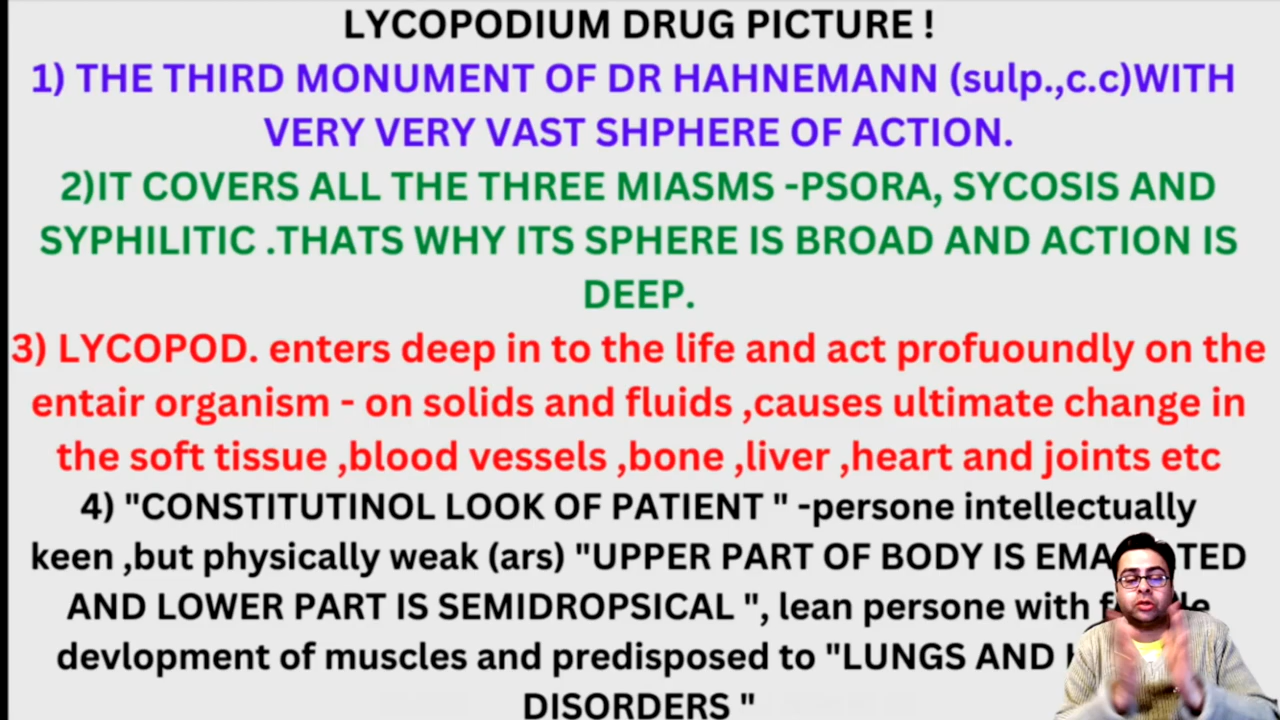 LYCOPODIUM DRUG PICTURE !
1) THE THIRD MONUMENT OF DR HAHNEMANN (sulp.,c.c)WITH
VERY VERY VAST SHPHERE OF ACTION.
2)IT COVERS ALL THE THREE MIASMS -PSORA, SYCOSIS AND
SYPHILITIC .THATS WHY ITS SPHERE IS BROAD AND ACTION IS
DEEP.
3) LYCOPOD. enters deep in to the life and act profuoundly on the
entair organism - on solids and fluids ,causes ultimate change in
the soft tissue ,blood vessels ,bone ,liver ,heart and joints etc
4) "CONSTITUTINOL LOOK OF PATIENT " -persone intellectually
keen ,but physically weak (ars) "UPPER PART OF BODY IS
AND LOWER PART IS SEMIDROPSICAL ", lean persone with
devlopment of muscles and predisposed to "LUNGS AND
DISORDERS "